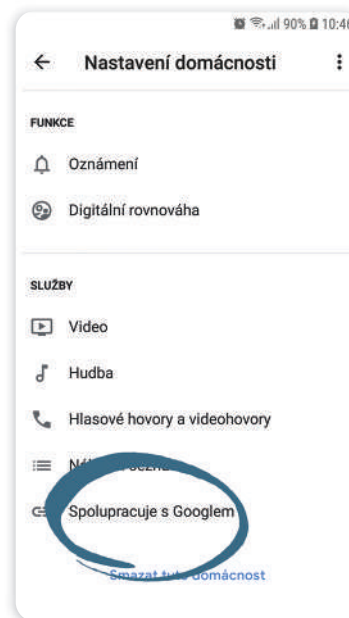 90% 10:46
Nastavení domácnosti
FUNKCE
Oznámení
Digitální rovnováha
SLUŽBY
Video
Hudba
Hlasové hovory a videohovory
Spolupracuje s Googlem
Smazat tuto domácnost